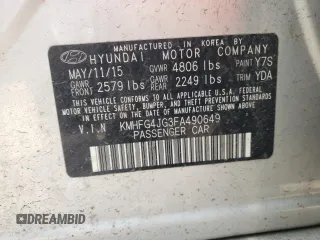 MANUFACTURED IN KOREA BY
HYUNDAI MOTOR COMPANY
MAY/11/15 GVWR 4806 lbs PAINT Y7S
GAWR FRONT 2579 lbs GAWR REAR 2249 lbs TRIM YDA
THIS VEHICLE CONFORMS TO ALL APPLICABLE
FEDERAL MOTOR VEHICLE SAFETY, BUMPER, AND
THEFT PREVENTION STANDARDS IN EFFECT ON
THE DATE OF MANUFACTURE SHOWN ABOVE.
V.I.N KMHFG4JG3FA490649
PASSENGER CAR
DREAMBID